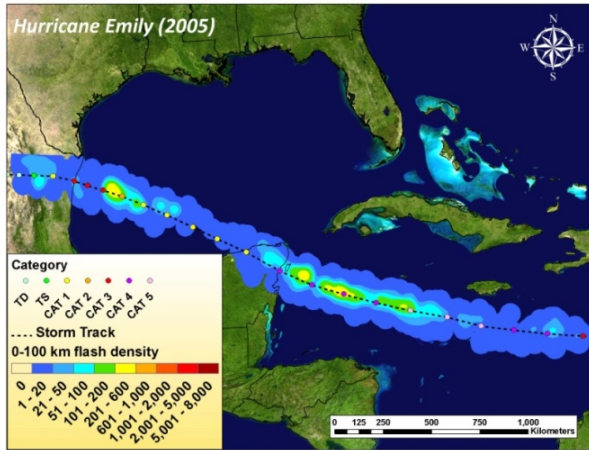 Hurricane Emily (2005)
N
W E
S
Category
TD TS CAT 1 CAT 2 CAT 3 CAT 4 CAT 5
Storm Track
0-100 km flash density
0 1 - 20 21 - 50 51 - 100 101 - 200 201 - 600 601 - 1,000 1,001 - 2,000 2,001 - 5,000 5,001 - 8,000
0 125 250 500 750 1,000
Kilometers